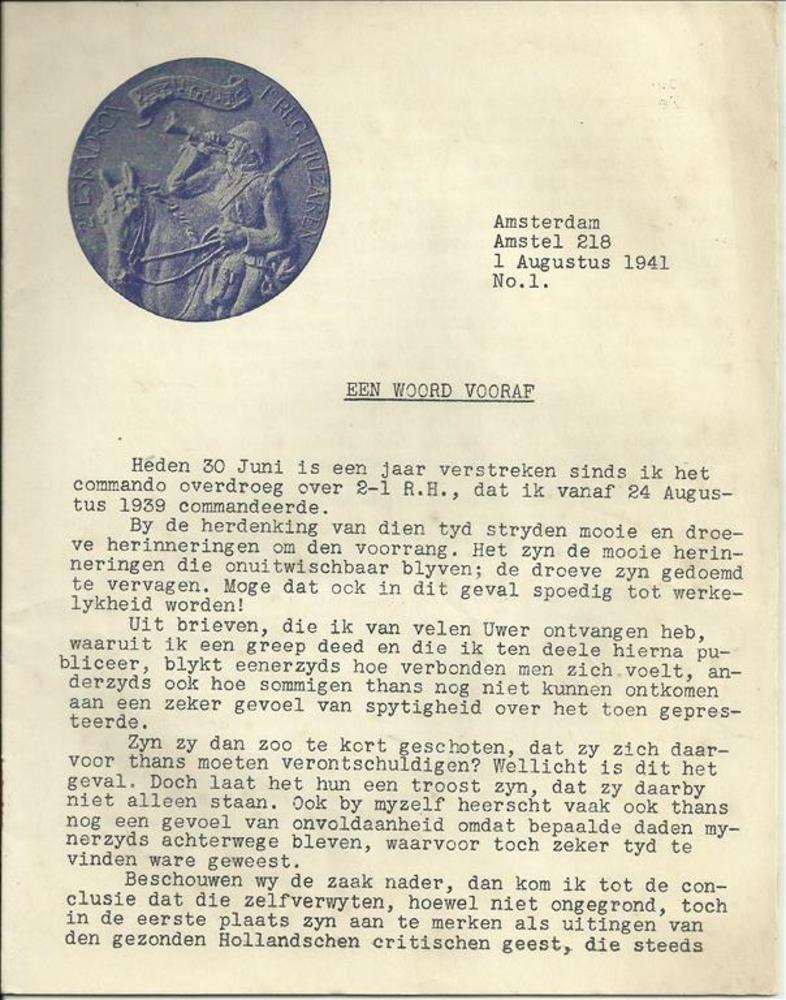 2e ESKADRON 1e REG. HUZAREN
Amsterdam
Amstel 218
1 Augustus 1941
No.1.
EEN WOORD VOORAF
Heden 30 Juni is een jaar verstreken sinds ik het
commando overdroeg over 2-1 R.H., dat ik vanaf 24 Augus-
tus 1939 commandeerde.
By de herdenking van dien tyd stryden mooie en droe-
ve herinneringen om den voorrang. Het zyn de mooie herin-
neringen die onuitwischbaar blyven; de droeve zyn gedoemd
te vervagen. Moge dat ook in dit geval spoedig tot werke-
lykheid worden!
Uit brieven, die ik van velen Uwer ontvangen heb,
waaruit ik een greep deed en die ik ten deele hierna pu-
bliceer, blykt eenerzyds hoe verbonden men zich voelt, an-
derzyds ook hoe sommigen thans nog niet kunnen ontkomen
aan een zeker gevoel van spytigheid over het toen gepres-
teerde.
Zyn zy dan zoo te kort geschoten, dat zy zich daar-
voor thans moeten verontschuldigen? Wellicht is dit het
geval. Doch laat het hun een troost zyn, dat zy daarby
niet alleen staan. Ook by myzelf heerscht vaak ook thans
nog een gevoel van onvoldaanheid omdat bepaalde daden my-
nerzyds achterwege bleven, waarvoor toch zeker tyd te
vinden ware geweest.
Beschouwen wy de zaak nader, dan kom ik tot de con-
clusie dat die zelfverwyten, hoewel niet ongegrond, toch
in de eerste plaats zyn aan te merken als uitingen van
den gezonden Hollandschen critischen geest, die steeds